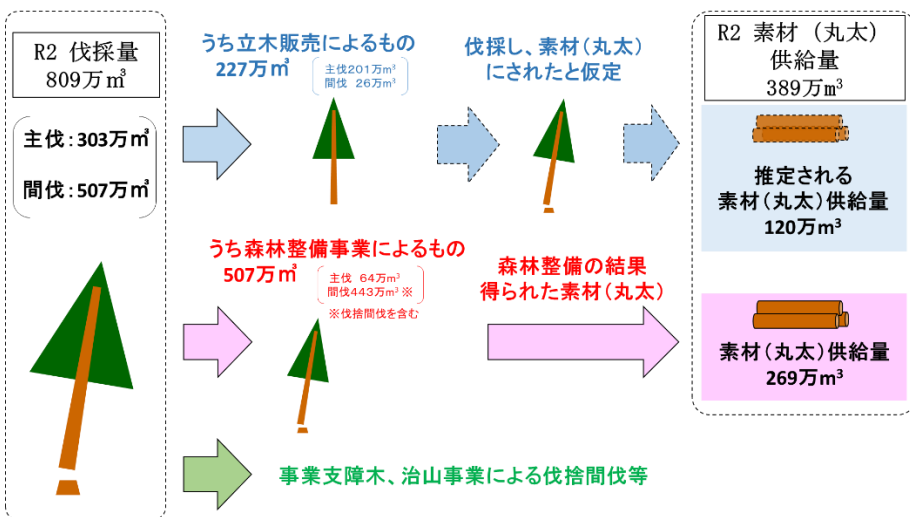 R2 伐採量
809万㎥
主伐：303万㎥
間伐：507万㎥
うち立木販売によるもの
227万㎥
主伐201万m³
間伐 26万m³
伐採し、素材（丸太）
にされたと仮定
R2 素材（丸太）
供給量
389万m³
推定される
素材（丸太）供給量
120万m³
うち森林整備事業によるもの
507万㎥
主伐 64万m³
間伐443万m³ ※
※伐捨間伐を含む
森林整備の結果
得られた素材（丸太）
素材（丸太）供給量
269万m³
事業支障木、治山事業による伐捨間伐等